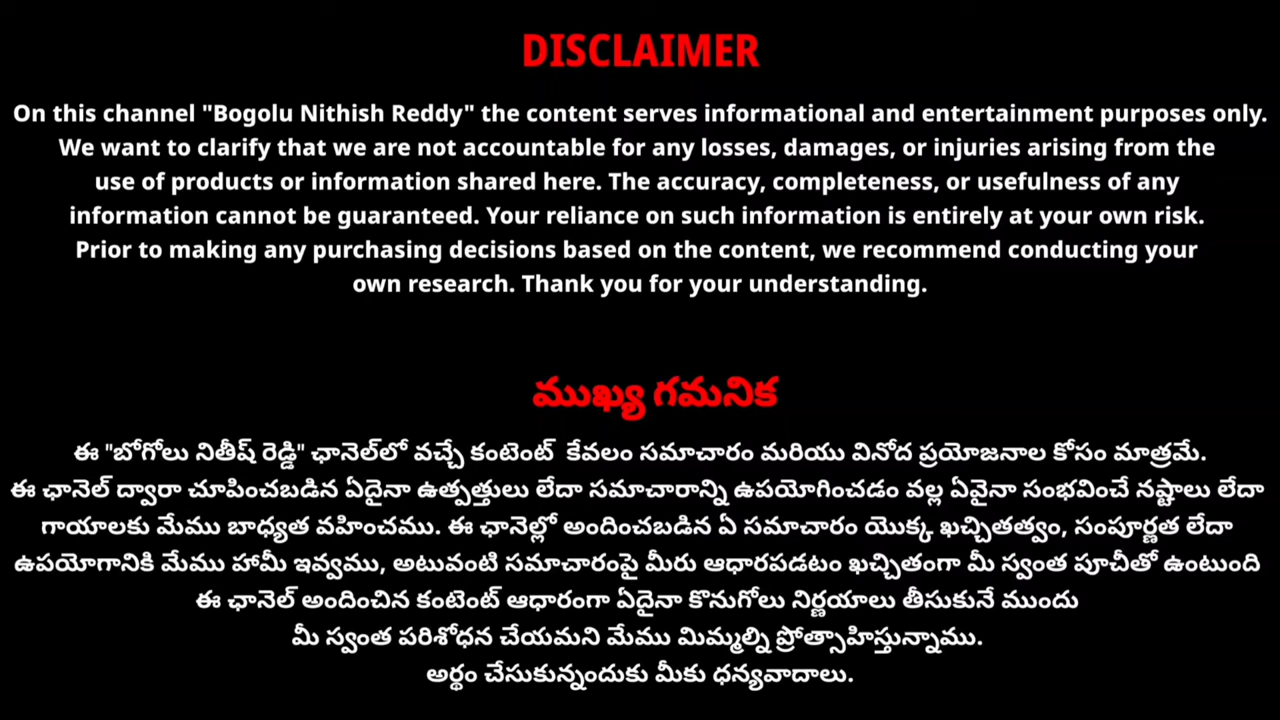 DISCLAIMER
On this channel "Bogolu Nithish Reddy" the content serves informational and entertainment purposes only.
We want to clarify that we are not accountable for any losses, damages, or injuries arising from the
use of products or information shared here. The accuracy, completeness, or usefulness of any
information cannot be guaranteed. Your reliance on such information is entirely at your own risk.
Prior to making any purchasing decisions based on the content, we recommend conducting your
own research. Thank you for your understanding.
ముఖ్య గమనిక
ఈ "బోగోలు నితీష్ రెడ్డి" ఛానెల్‌లో వచ్చే కంటెంట్ కేవలం సమాచారం మరియు వినోద ప్రయోజనాల కోసం మాత్రమే.
ఈ ఛానెల్ ద్వారా చూపించబడిన ఏదైనా ఉత్పత్తులు లేదా సమాచారాన్ని ఉపయోగించడం వల్ల ఏవైనా సంభవించే నష్టాలు లేదా
గాయాలకు మేము బాధ్యత వహించము. ఈ ఛానెల్లో అందించబడిన ఏ సమాచారం యొక్క ఖచ్చితత్వం, సంపూర్ణత లేదా
ఉపయోగానికి మేము హామీ ఇవ్వము, అటువంటి సమాచారంపై మీరు ఆధారపడటం ఖచ్చితంగా మీ స్వంత పూచీతో ఉంటుంది
ఈ ఛానెల్ అందించిన కంటెంట్ ఆధారంగా ఏదైనా కొనుగోలు నిర్ణయాలు తీసుకునే ముందు
మీ స్వంత పరిశోధన చేయమని మేము మిమ్మల్ని ప్రోత్సాహిస్తున్నాము.
అర్థం చేసుకున్నందుకు మీకు ధన్యవాదాలు.